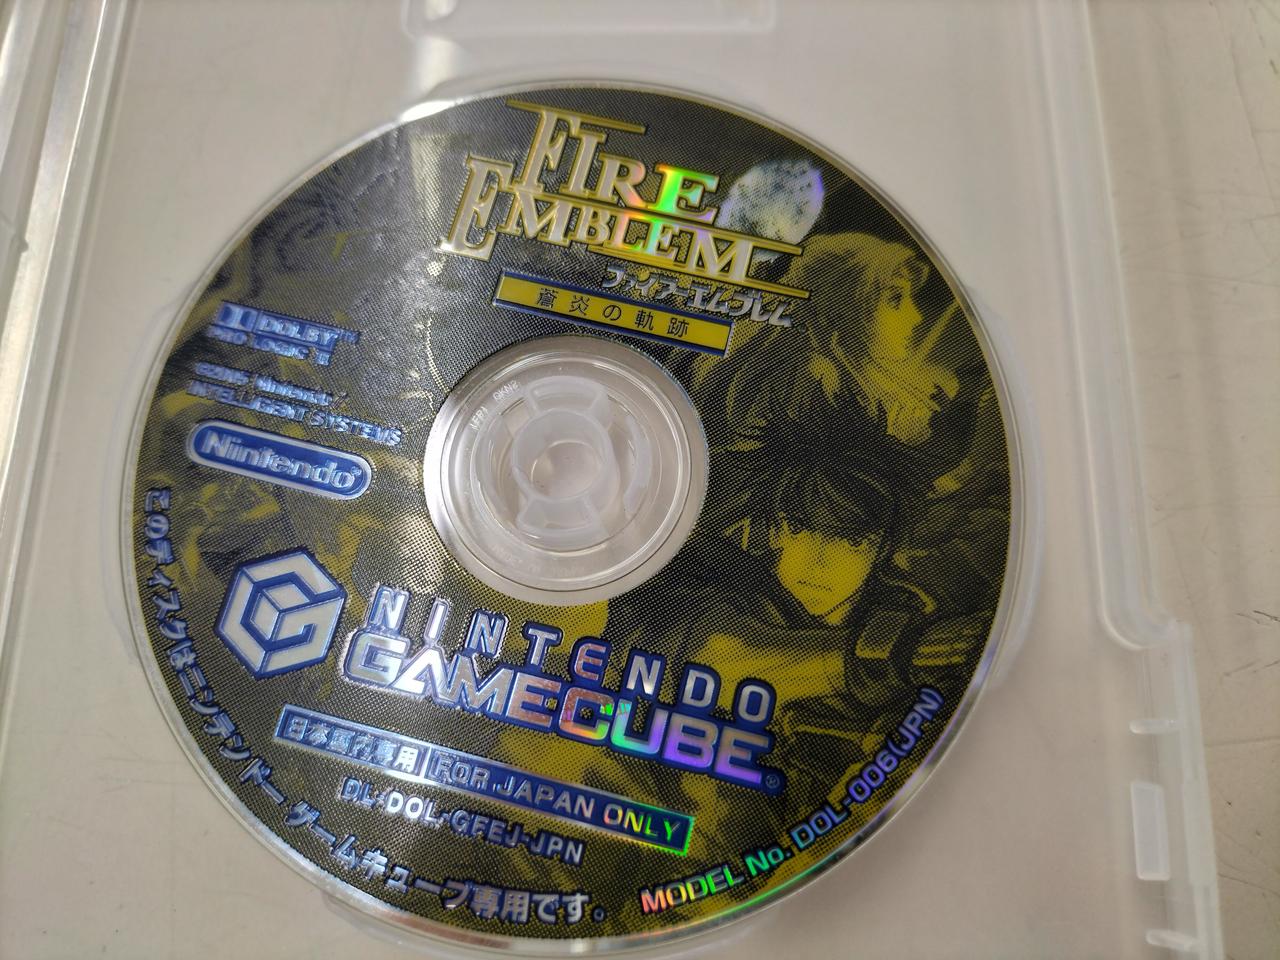 FIRE
EMBLEM
ファイアーエムブレム
蒼炎の軌跡
DOLBY™
PRO LOGIC II
©2005 Nintendo /
INTELLIGENT SYSTEMS
Nintendo®
NINTENDO
GAMECUBE®
日本国内専用 FOR JAPAN ONLY
DL-DOL-GFEJ-JPN
このディスクはニンテンドー ゲームキューブ専用です。
MODEL No. DOL-006(JPN)